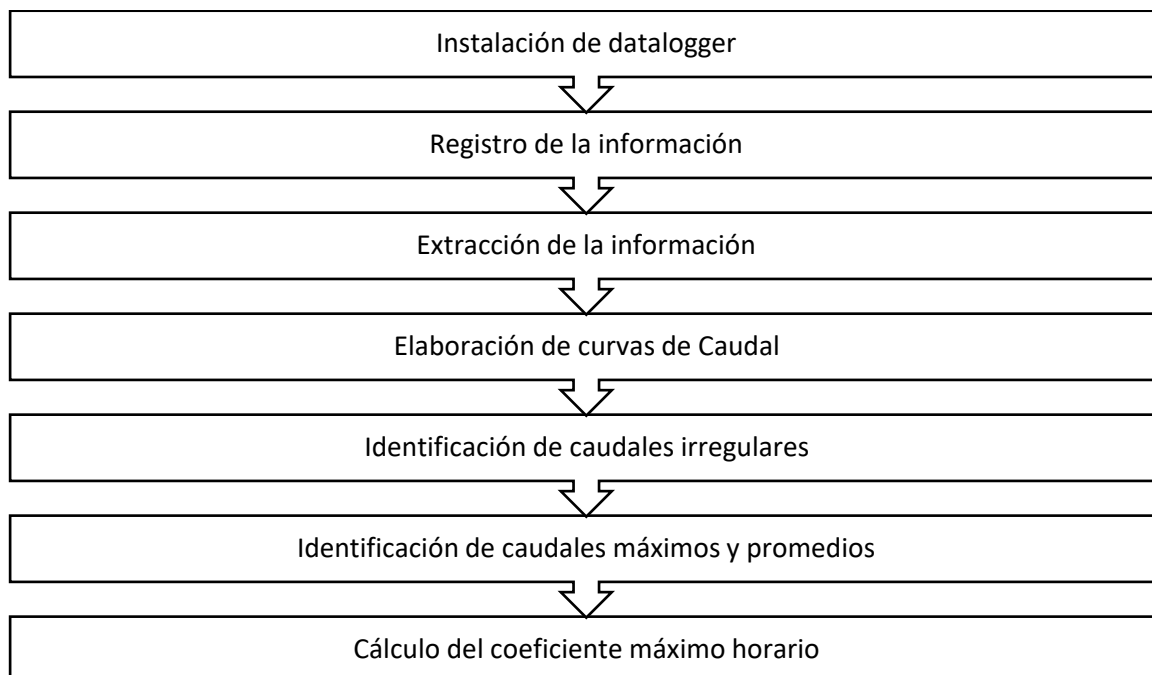 Instalación de datalogger
Registro de la información
Extracción de la información
Elaboración de curvas de Caudal
Identificación de caudales irregulares
Identificación de caudales máximos y promedios
Cálculo del coeficiente máximo horario